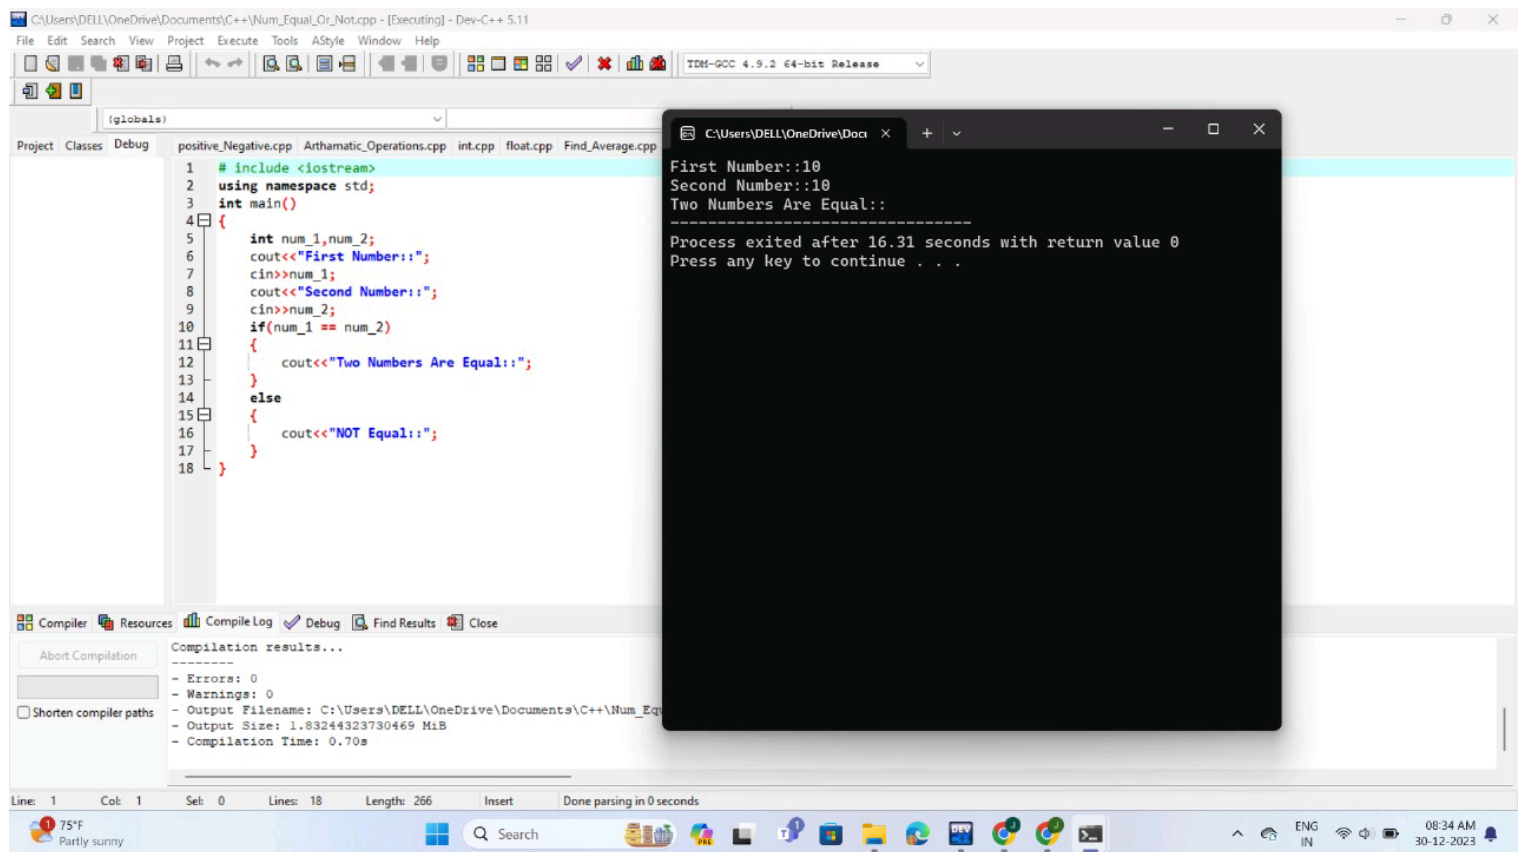 C:\Users\DELL\OneDrive\Documents\C++\Num_Equal_Or_Not.cpp - [Executing] - Dev-C++ 5.11
File Edit Search View Project Execute Tools AStyle Window Help
TDM-GCC 4.9.2 64-bit Release
(globals)
Project Classes Debug
positive_Negative.cpp Arthamatic_Operations.cpp int.cpp float.cpp Find_Average.cpp
1 # include <iostream>
2 using namespace std;
3 int main()
4 {
5 int num_1,num_2;
6 cout<<"First Number::";
7 cin>>num_1;
8 cout<<"Second Number::";
9 cin>>num_2;
10 if(num_1 == num_2)
11 {
12 cout<<"Two Numbers Are Equal::";
13 }
14 else
15 {
16 cout<<"NOT Equal::";
17 }
18 }
C:\Users\DELL\OneDrive\Docu
First Number::10
Second Number::10
Two Numbers Are Equal::
--------------------------------
Process exited after 16.31 seconds with return value 0
Press any key to continue . . .
Compiler Resources Compile Log Debug Find Results Close
Abort Compilation
Shorten compiler paths
Compilation results...
--------
- Errors: 0
- Warnings: 0
- Output Filename: C:\Users\DELL\OneDrive\Documents\C++\Num_Equ
- Output Size: 1.83244323730469 MiB
- Compilation Time: 0.70s
Line: 1 Col: 1 Sel: 0 Lines: 18 Length: 266 Insert Done parsing in 0 seconds
1
75°F
Partly sunny
Search
PRE
1
DEV
J
J
ENG
IN
08:34 AM
30-12-2023